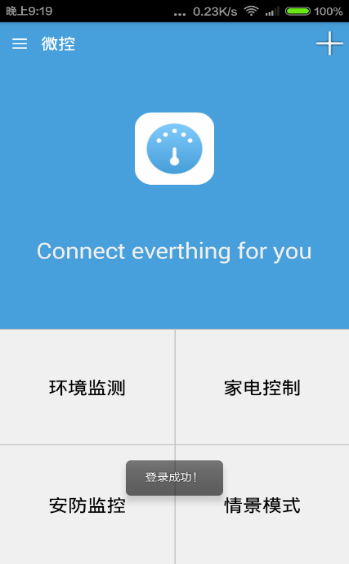 晚上9:19 ... 0.23K/s 100%
微控
Connect everthing for you
环境监测 家电控制
登录成功！
安防监控 情景模式